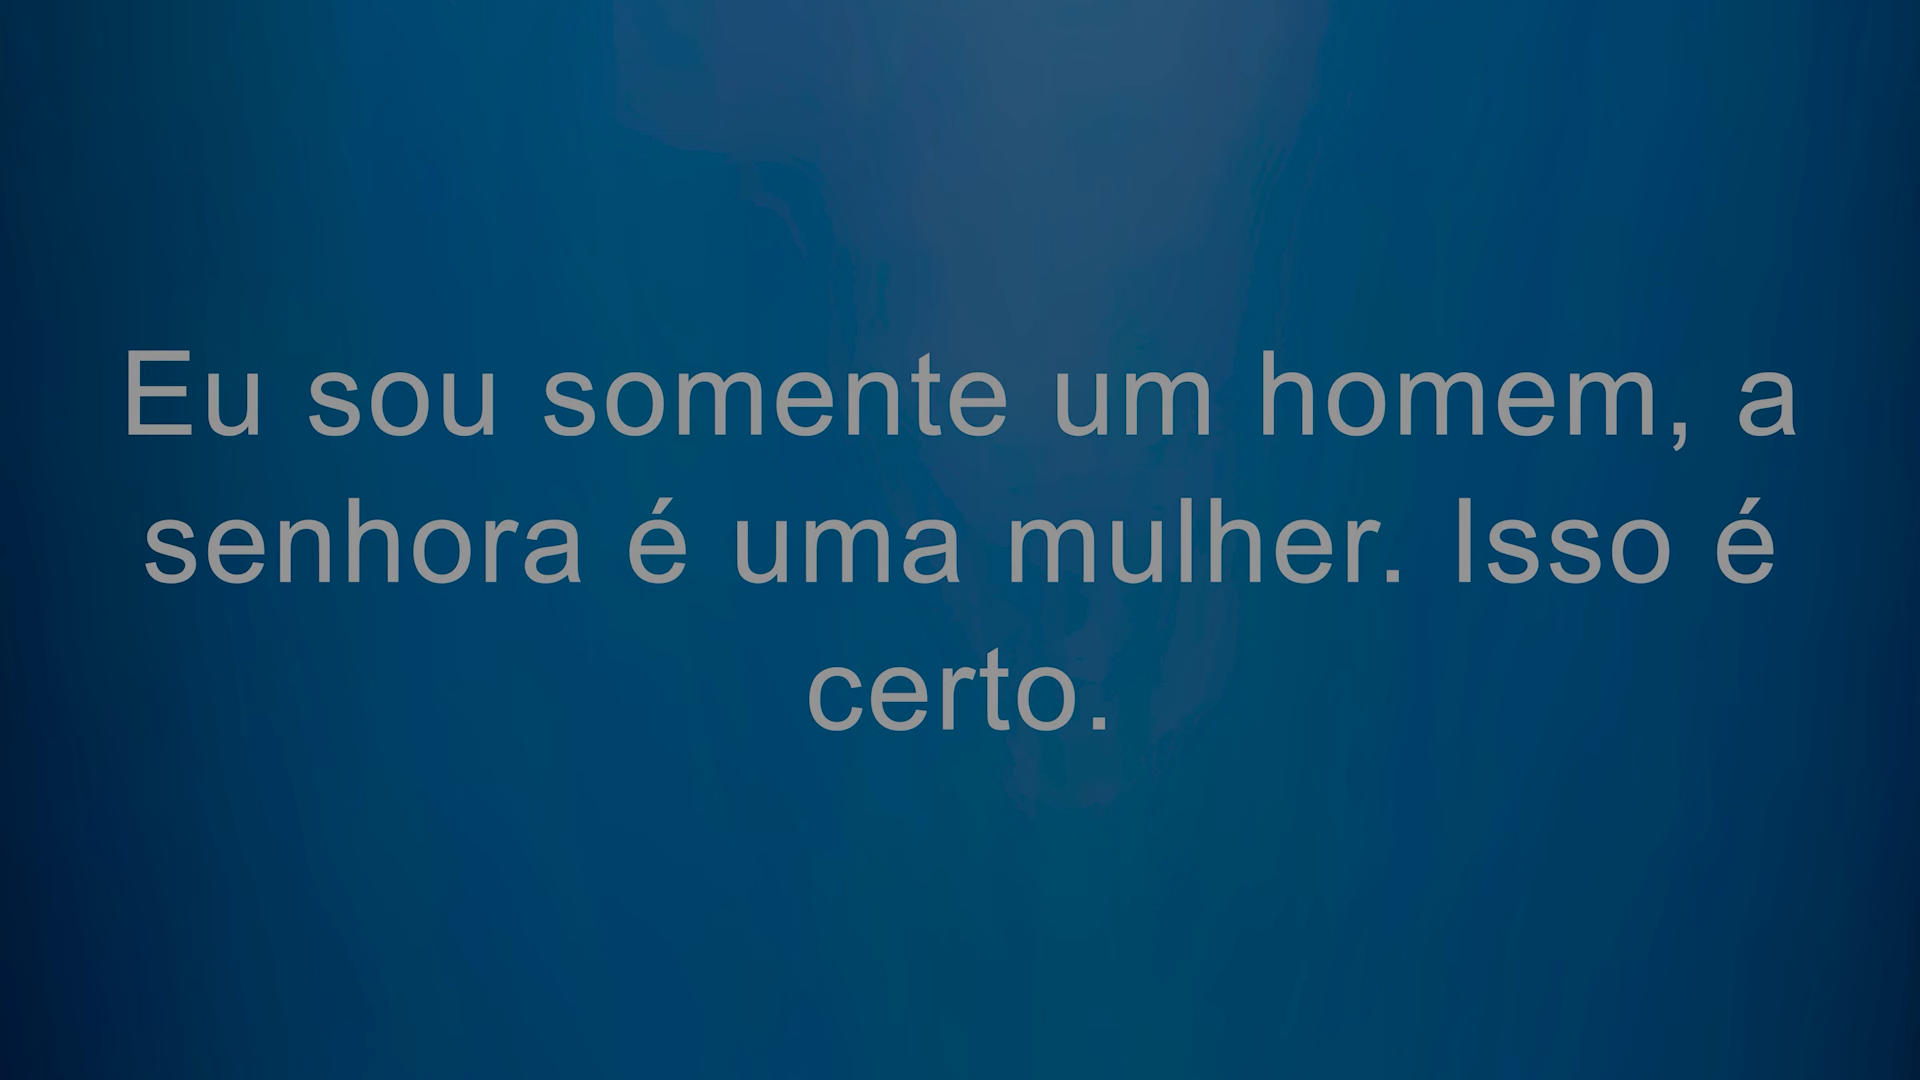 Eu sou somente um homem, a
senhora é uma mulher. Isso é
certo.